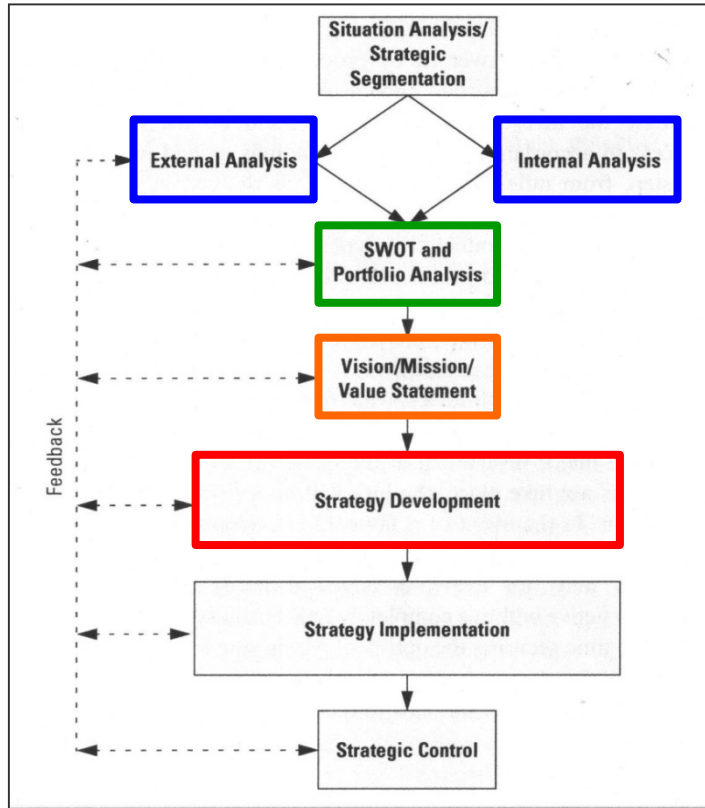 Situation Analysis/
Strategic
Segmentation
External Analysis
Internal Analysis
SWOT and
Portfolio Analysis
Vision/Mission/
Value Statement
Feedback
Strategy Development
Strategy Implementation
Strategic Control